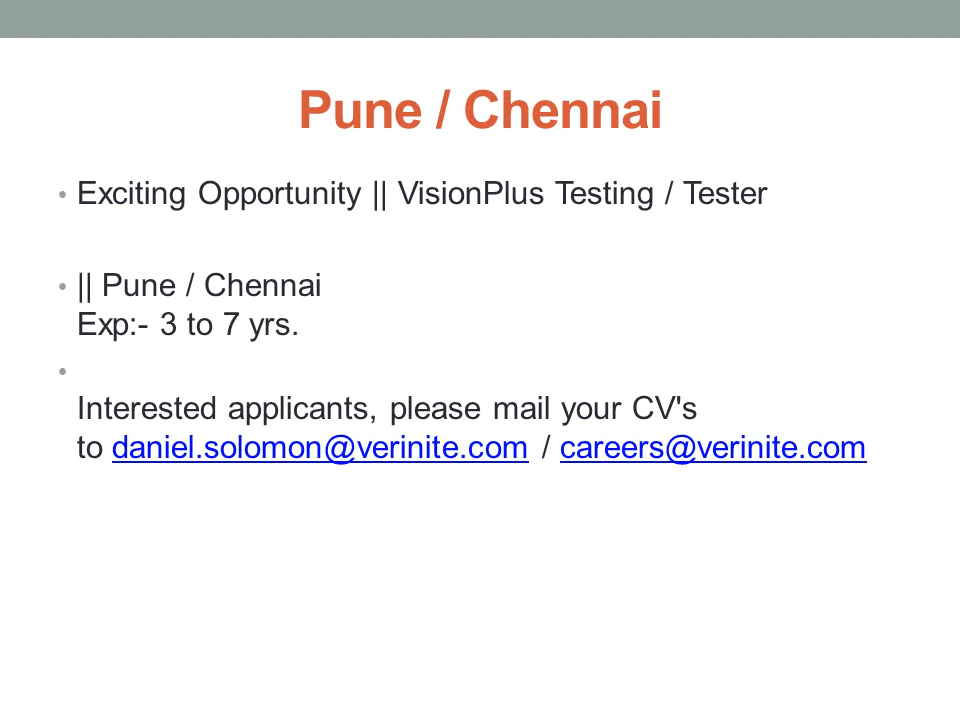 Pune / Chennai
• Exciting Opportunity || VisionPlus Testing / Tester
• || Pune / Chennai
Exp:- 3 to 7 yrs.
•
Interested applicants, please mail your CV's
to daniel.solomon@verinite.com / careers@verinite.com